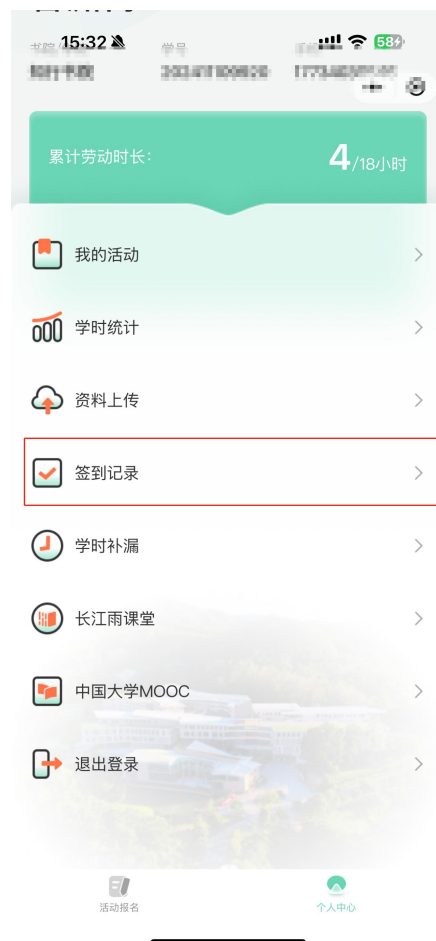 15:32
学号
58
累计劳动时长:
4/18小时
我的活动
学时统计
资料上传
签到记录
学时补漏
长江雨课堂
中国大学MOOC
退出登录
活动报名
个人中心